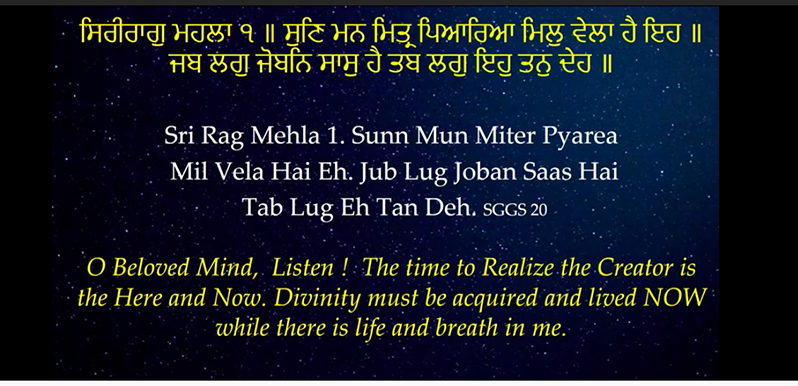 ਸਿਰੀਰਾਗੁ ਮਹਲਾ ੧ ॥ ਸੁਣਿ ਮਨ ਮਿਤ੍ਰ ਪਿਆਰਿਆ ਮਿਲੁ ਵੇਲਾ ਹੈ ਇਹ ॥
ਜਬ ਲਗੁ ਜੋਬਨਿ ਸਾਸੁ ਹੈ ਤਬ ਲਗੁ ਇਹੁ ਤਨੁ ਦੇਹ ॥
Sri Rag Mehla 1. Sunn Mun Miter Pyarea
Mil Vela Hai Eh. Jub Lug Joban Saas Hai
Tab Lug Eh Tan Deh. SGGS 20
O Beloved Mind, Listen ! The time to Realize the Creator is
the Here and Now. Divinity must be acquired and lived NOW
while there is life and breath in me.